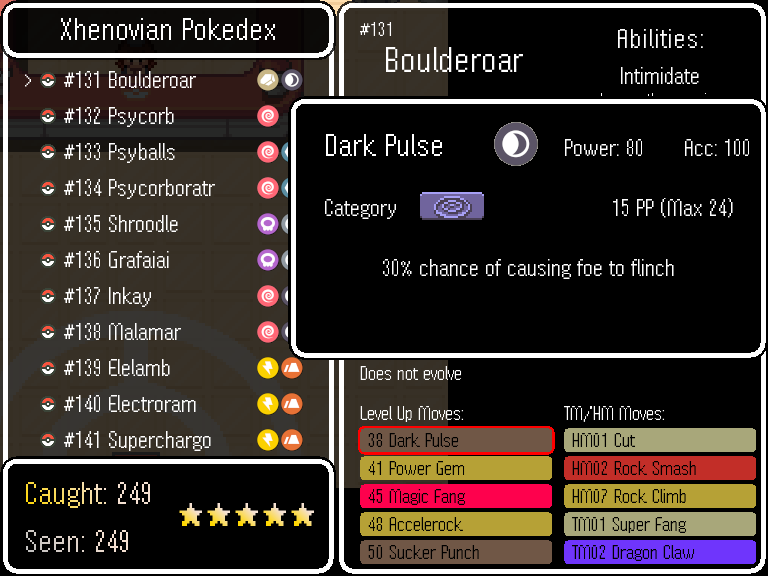 Xhenovian Pokedex
#131 Boulderoar
#132 Psycorb
#133 Psyballs
#134 Psycorboratr
#135 Shroodle
#136 Grafaiai
#137 Inkay
#138 Malamar
#139 Elelamb
#140 Electroram
#141 Superchargo
Caught: 249
Seen: 249
#131
Boulderoar
Abilities:
Intimidate
Dark Pulse
Power: 80
Acc: 100
Category
15 PP (Max 24)
30% chance of causing foe to flinch
Does not evolve
Level Up Moves:
38 Dark Pulse
41 Power Gem
45 Magic Fang
48 Accelerock
50 Sucker Punch
TM/HM Moves:
HM01 Cut
HM02 Rock Smash
HM07 Rock Climb
TM01 Super Fang
TM02 Dragon Claw